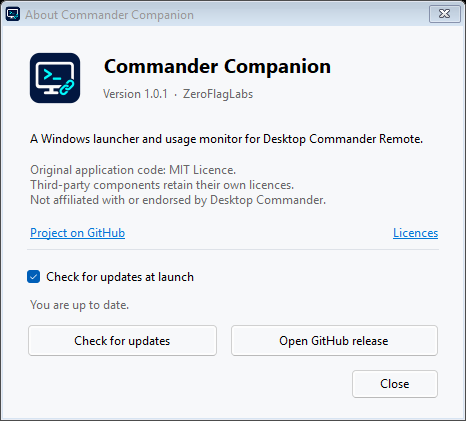 About Commander Companion
Commander Companion
Version 1.0.1 · ZeroFlagLabs
A Windows launcher and usage monitor for Desktop Commander Remote.
Original application code: MIT Licence.
Third-party components retain their own licences.
Not affiliated with or endorsed by Desktop Commander.
Project on GitHub
Licences
Check for updates at launch
You are up to date.
Check for updates
Open GitHub release
Close